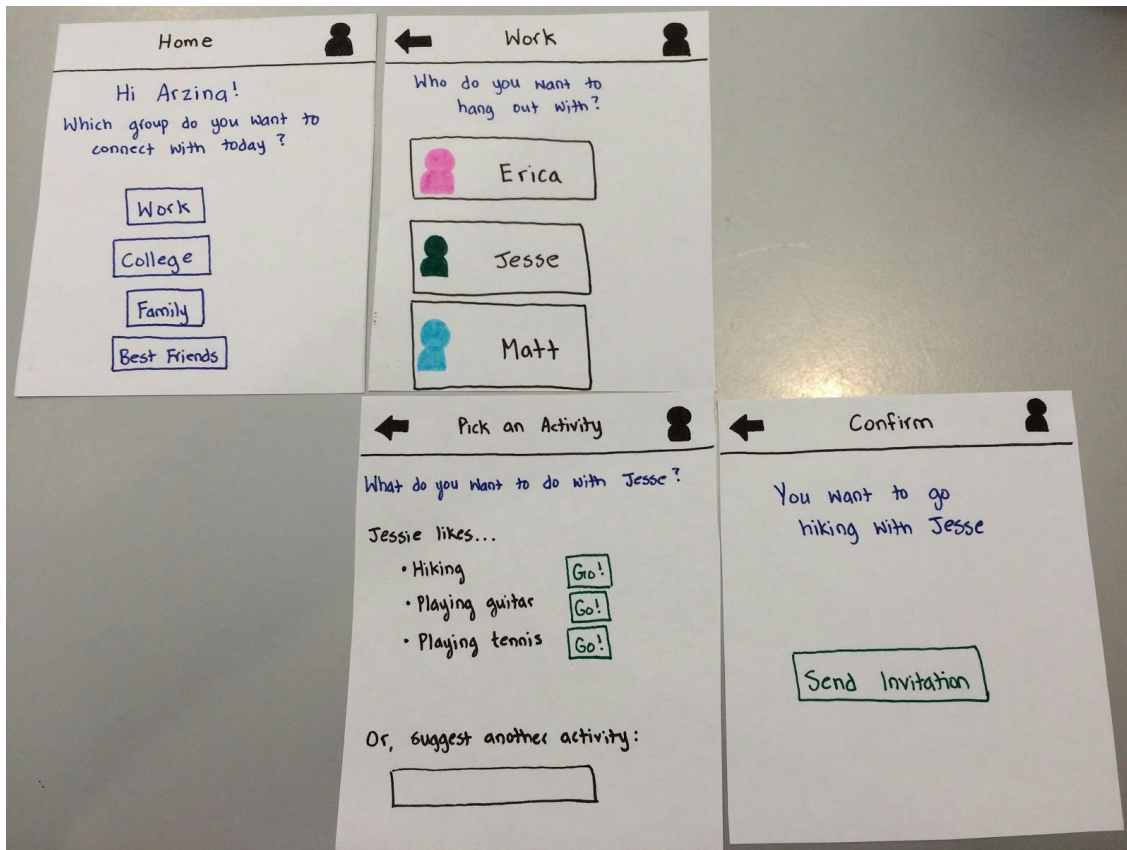 Home
Hi Arzina!
Which group do you want to
connect with today?
Work
College
Family
Best Friends
Work
Who do you want to
hang out with?
Erica
Jesse
Matt
Pick an Activity
What do you want to do with Jesse?
Jessie likes...
• Hiking Go!
• Playing guitar Go!
• Playing tennis Go!
Or, suggest another activity:
Confirm
You want to go
hiking with Jesse
Send Invitation